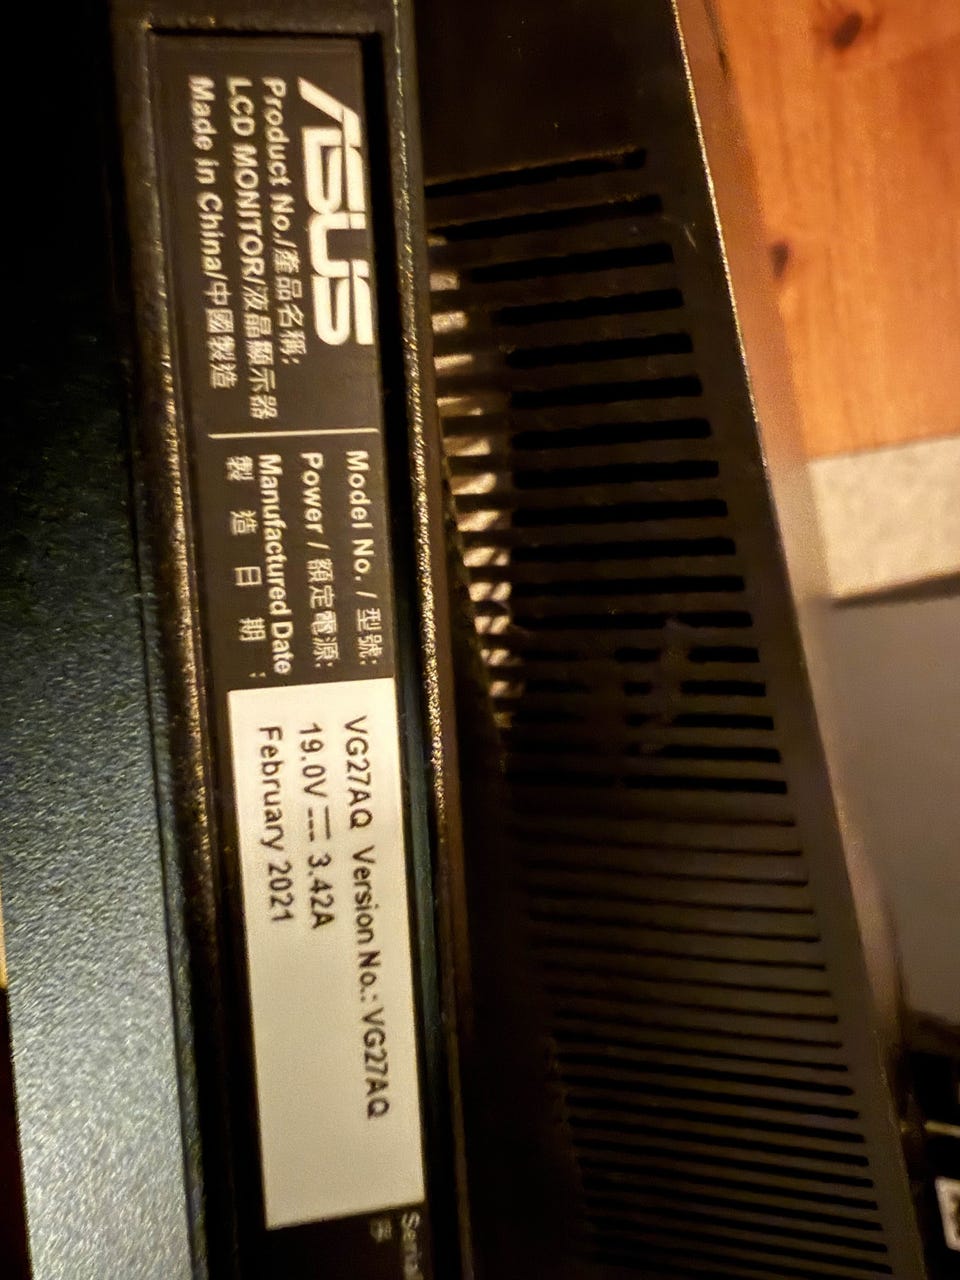 ASUS
Product No./產品名稱:
LCD MONITOR/液晶顯示器
Made in China/中國製造
Model No. / 型號: VG27AQ Version No.: VG27AQ
Power / 額定電源: 19.0V 3.42A
Manufactured Date February 2021
製 造 日 期 :